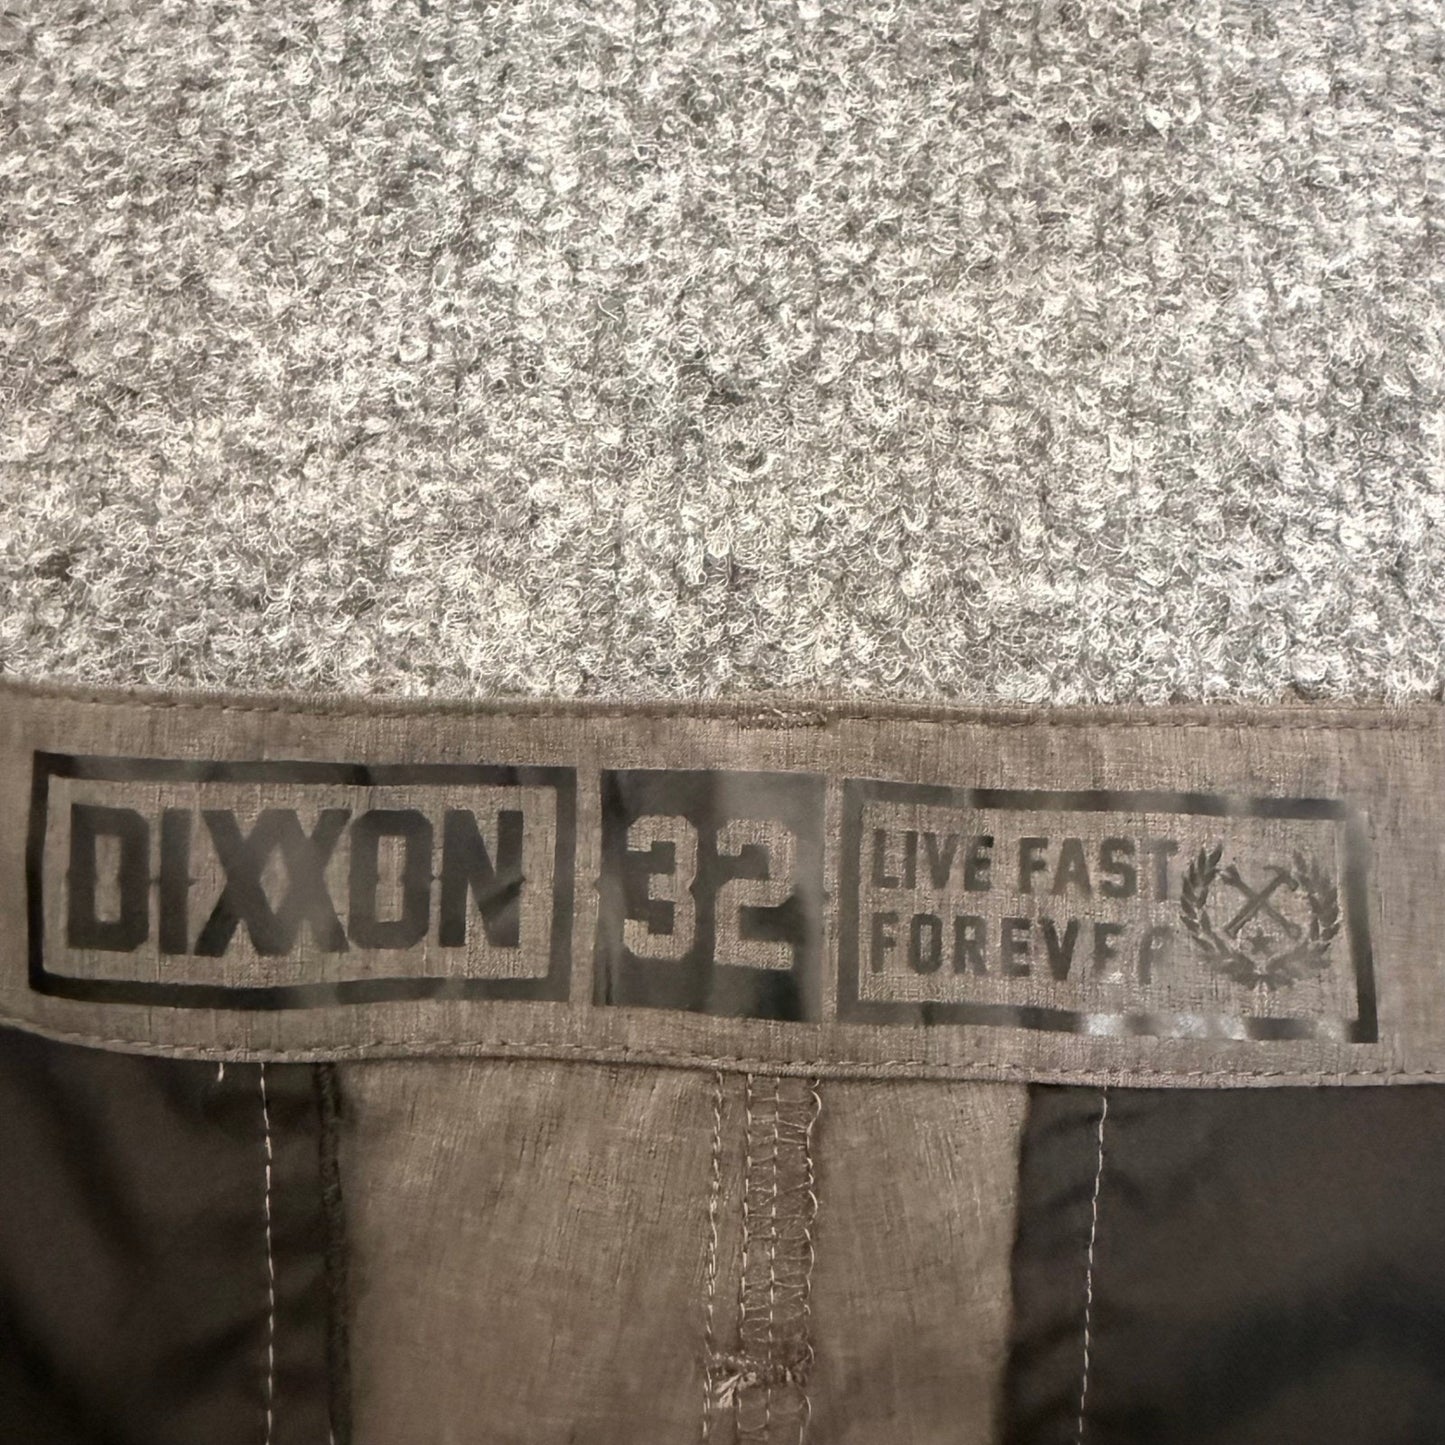 DIXXON
32
LIVE FAST
FOREVER